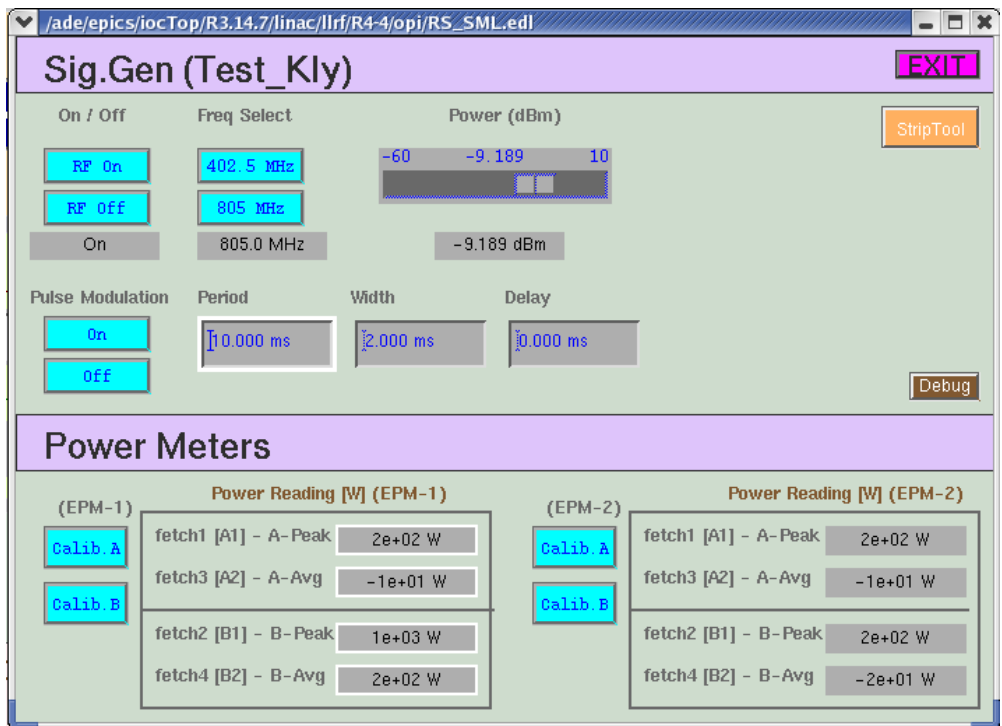 /ade/epics/iocTop/R3.14.7/linac/llrf/R4-4/opi/RS_SML.edl
Sig.Gen (Test_Kly)
EXIT
On / Off
Freq Select
Power (dBm)
StripTool
RF On
402.5 MHz
-60 -9.189 10
RF Off
805 MHz
On
805.0 MHz
-9.189 dBm
Pulse Modulation
Period
Width
Delay
On
10.000 ms
2.000 ms
0.000 ms
Off
Debug
Power Meters
(EPM-1)
Power Reading [W] (EPM-1)
Calib.A
Calib.B
fetch1 [A1] - A-Peak 2e+02 W
fetch3 [A2] - A-Avg -1e+01 W
fetch2 [B1] - B-Peak 1e+03 W
fetch4 [B2] - B-Avg 2e+02 W
(EPM-2)
Power Reading [W] (EPM-2)
Calib.A
Calib.B
fetch1 [A1] - A-Peak 2e+02 W
fetch3 [A2] - A-Avg -1e+01 W
fetch2 [B1] - B-Peak 2e+02 W
fetch4 [B2] - B-Avg -2e+01 W